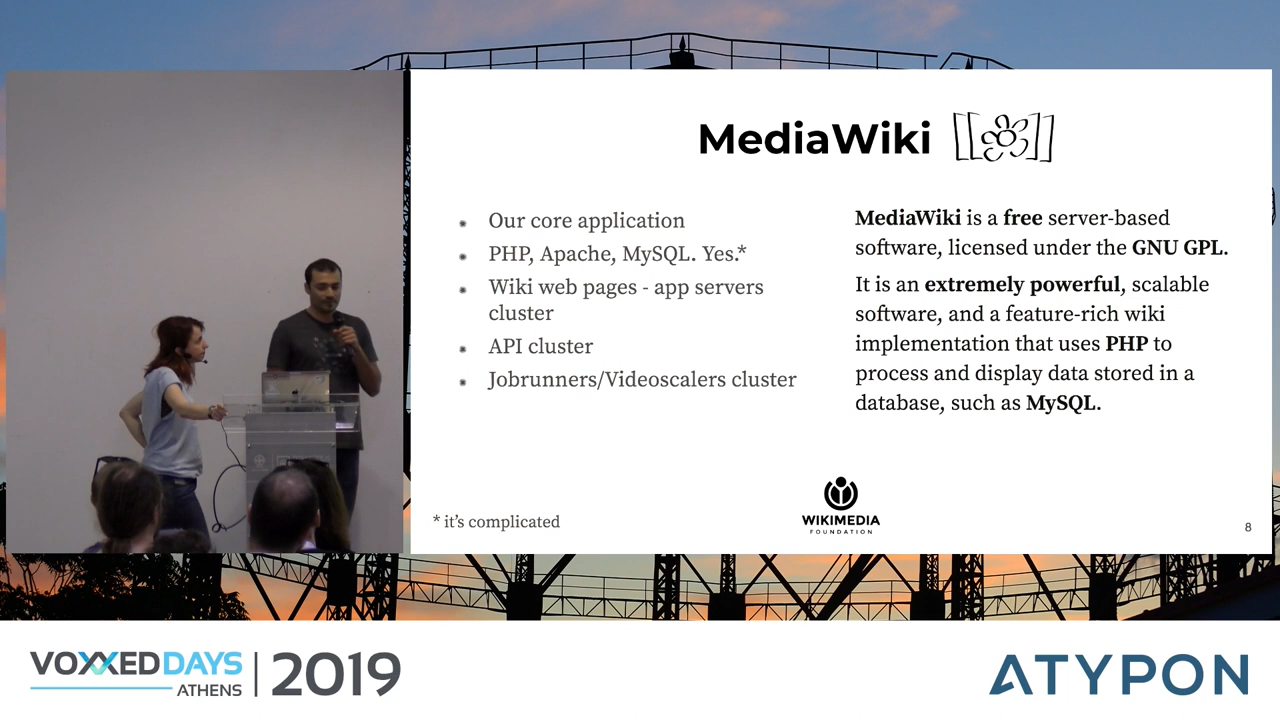 MediaWiki
Our core application
PHP, Apache, MySQL. Yes.*
Wiki web pages - app servers
cluster
API cluster
Jobrunners/Videoscalers cluster
MediaWiki is a free server-based
software, licensed under the GNU GPL.
It is an extremely powerful, scalable
software, and a feature-rich wiki
implementation that uses PHP to
process and display data stored in a
database, such as MySQL.
* it's complicated
WIKIMEDIA
FOUNDATION
8
VOXXED DAYS
ATHENS
2019
ATYPON